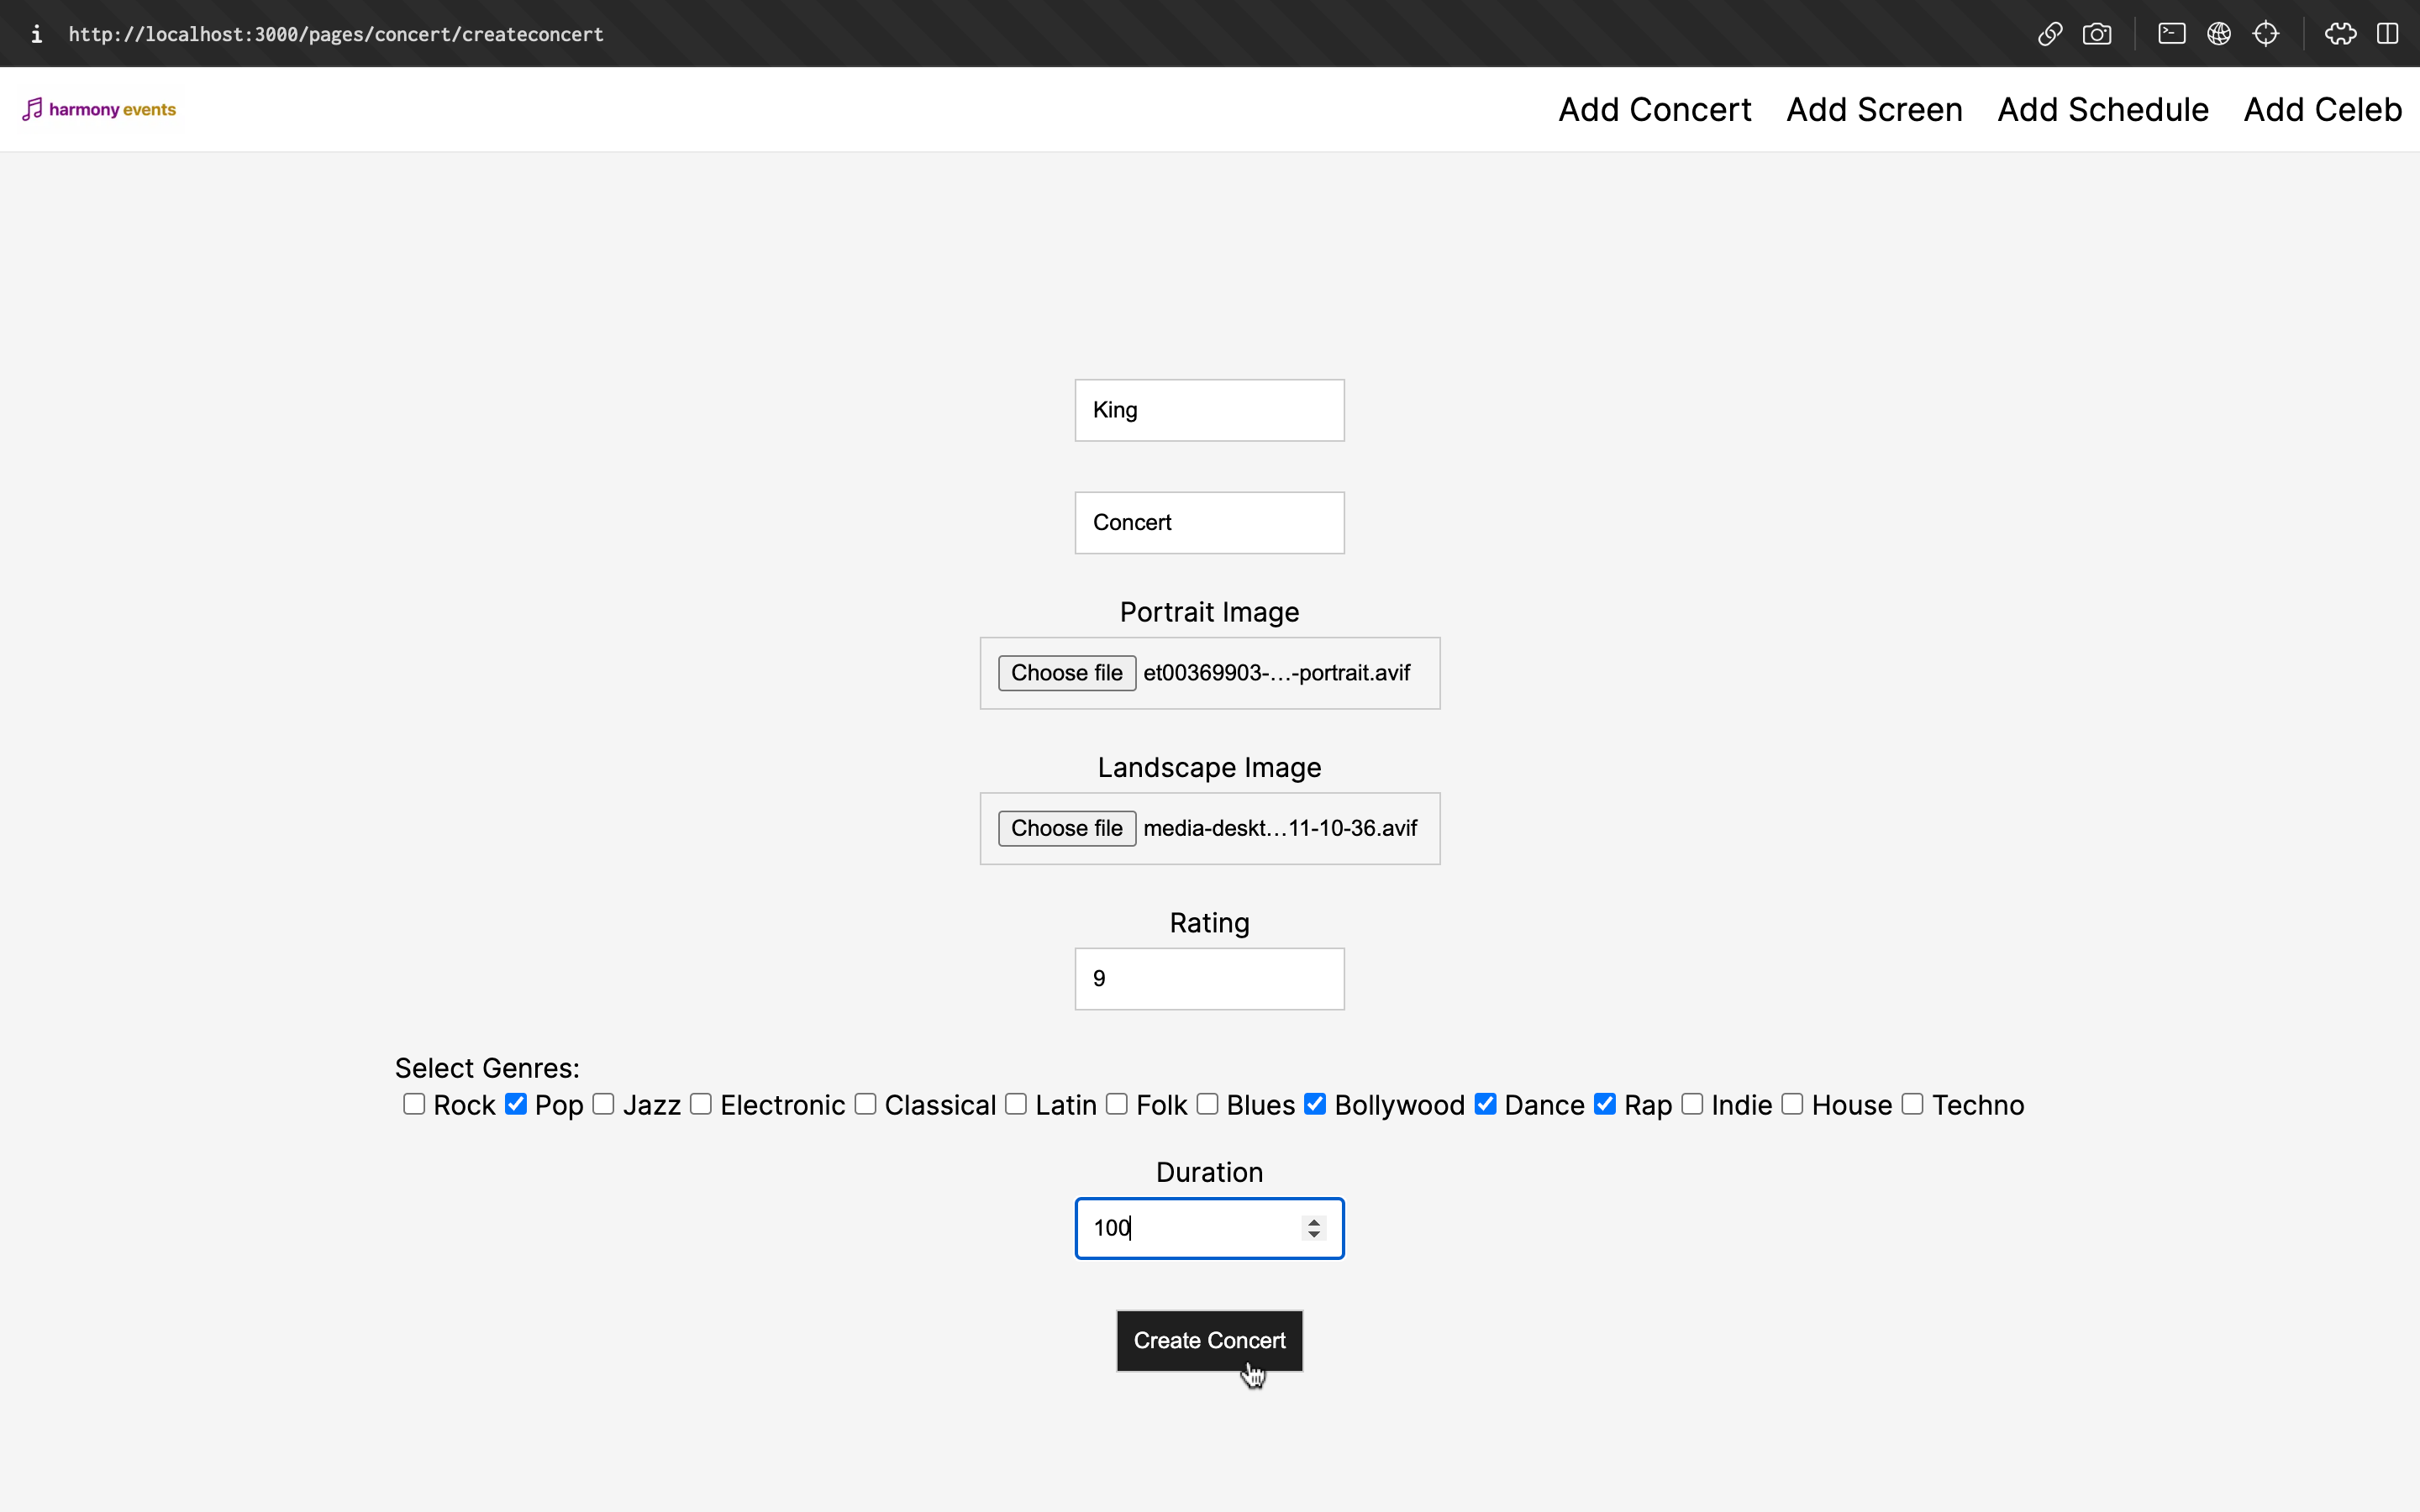 http://localhost:3000/pages/concert/createconcert
harmony events
Add Concert Add Screen Add Schedule Add Celeb
King
Concert
Portrait Image
Choose file et00369903-...-portrait.avif
Landscape Image
Choose file media-deskt...11-10-36.avif
Rating
9
Select Genres:
Rock Pop Jazz Electronic Classical Latin Folk Blues Bollywood Dance Rap Indie House Techno
Duration
100
Create Concert